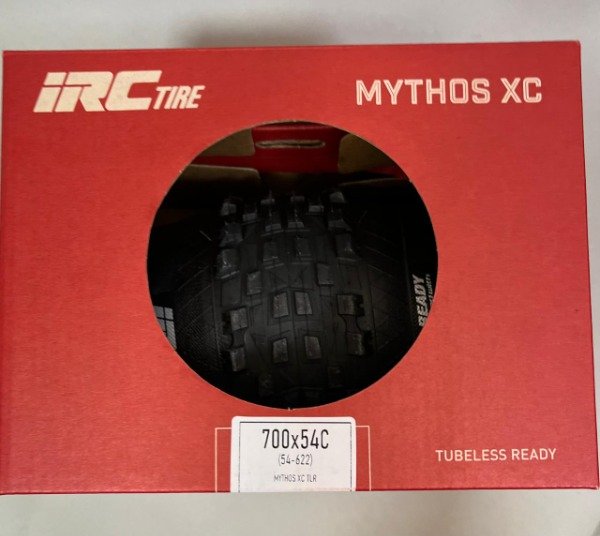 iRC TIRE
MYTHOS XC
READY
700x54C
(54-622)
MYTHOS XC TLR
TUBELESS READY